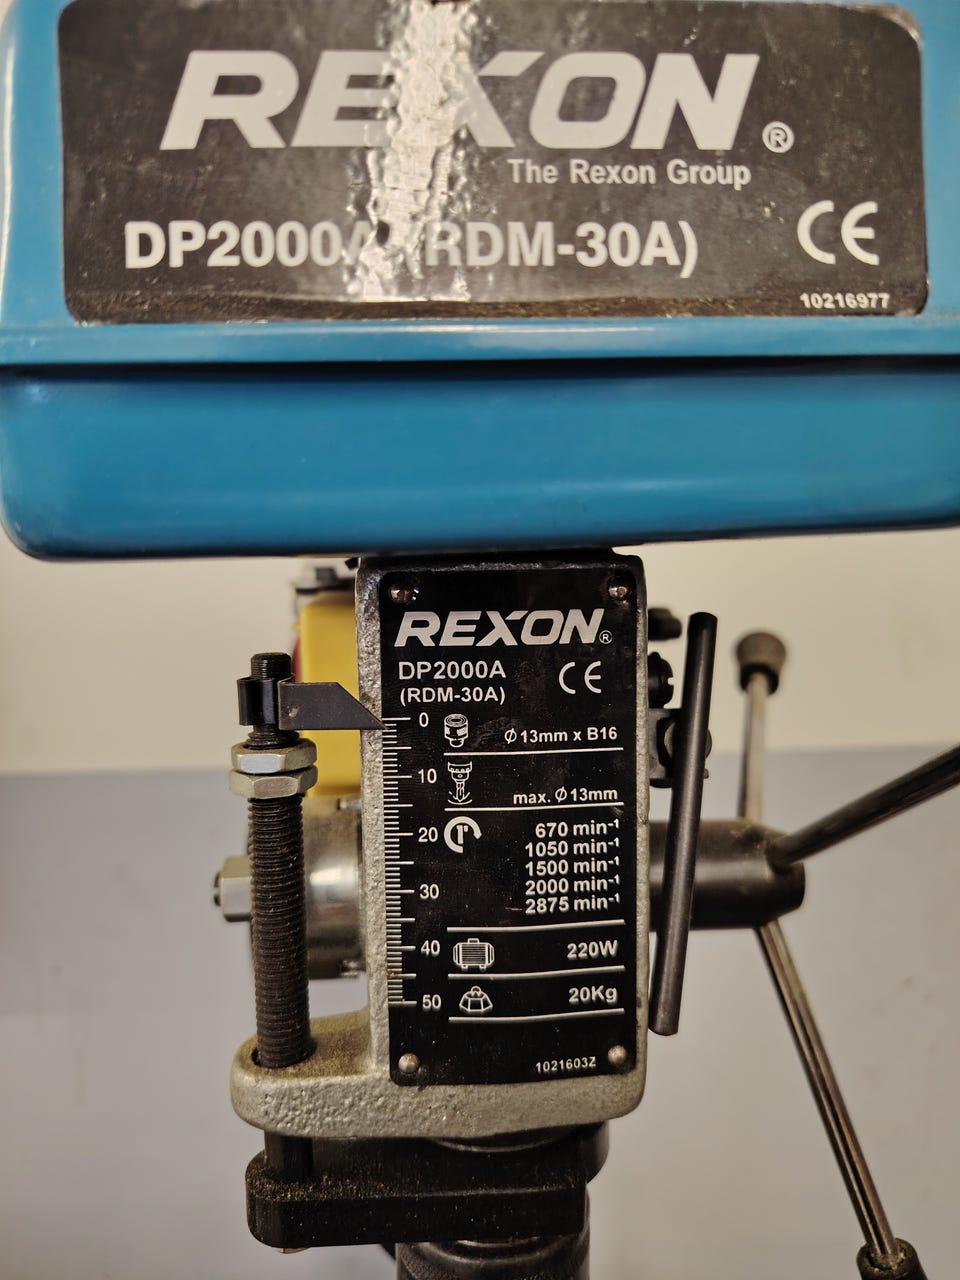 REXON®
The Rexon Group
DP2000A (RDM-30A)
CE
10216977
REXON®
DP2000A
(RDM-30A)
CE
0
ϕ13mm x B16
10
max. ϕ13mm
20
670 min-¹
1050 min-¹
1500 min-¹
2000 min-¹
2875 min-¹
30
40
220W
50
20Kg
1021603Z